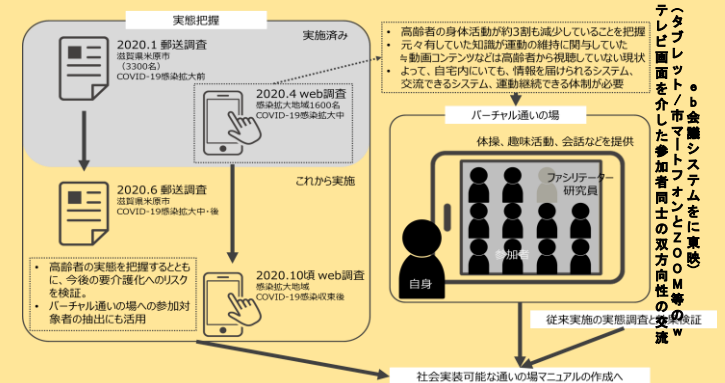 実態把握
実施済み
2020.1 郵送調査
滋賀県米原市
（3300名）
COVID-19感染拡大前
2020.4 web調査
感染拡大地域1600名
COVID-19感染拡大中
これから実施
2020.6 郵送調査
滋賀県米原市
COVID-19感染拡大中・後
2020.10頃 web調査
感染拡大地域
COVID-19感染収束後
• 高齢者の実態を把握するととも
に、今後の要介護化へのリスク
を検証。
• バーチャル通いの場への参加対
象者の抽出にも活用
• 高齢者の身体活動が約3割も減少していることを把握
• 元々有していた知識が運動の維持に関与していた
≒動画コンテンツなどは高齢者から視聴していない現状
• よって、自宅内にいても、情報を届けられるシステム、
交流できるシステム、運動継続できる体制が必要
バーチャル通いの場
体操、趣味活動、会話などを提供
ファシリテーター
研究員
参加者
自身
テレビ画面を介した参加者同士の双方向性の交流
（タブレット/市マートフォンとZOOM等のw
eb会議システムをに東映）
従来実施の実態調査と
検証
社会実装可能な通いの場マニュアルの作成へ